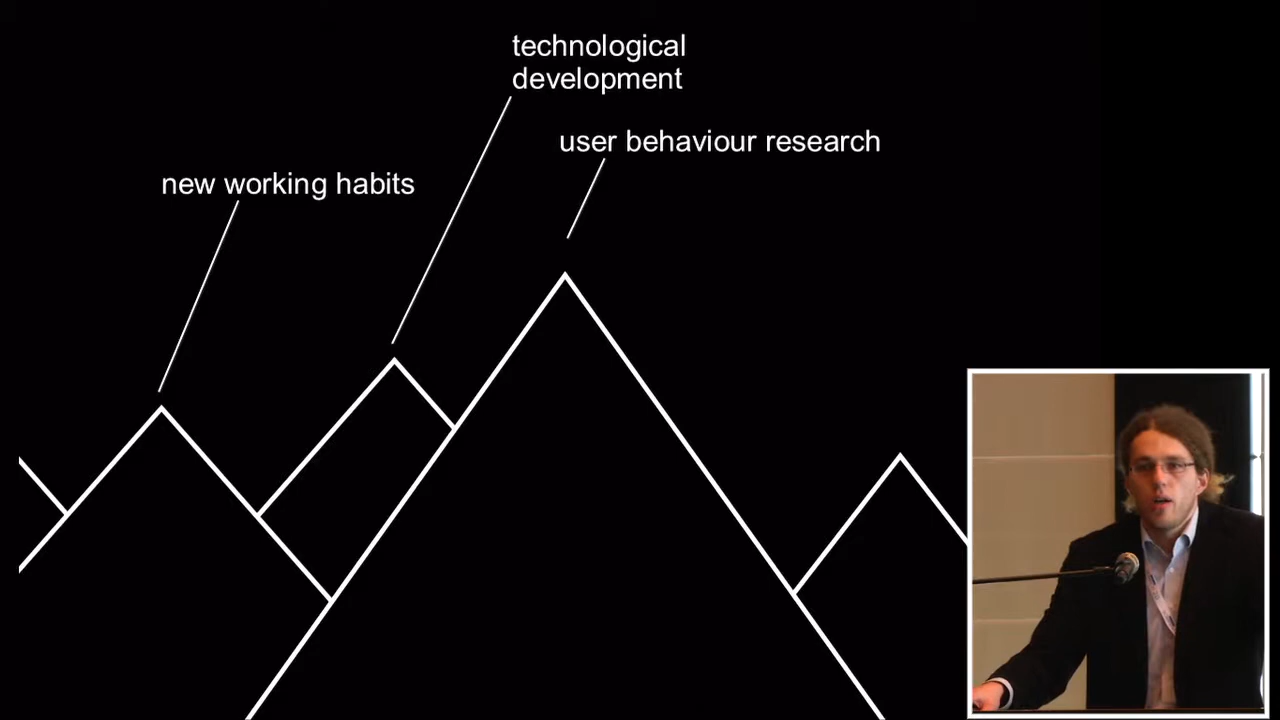 technological
development
user behaviour research
new working habits